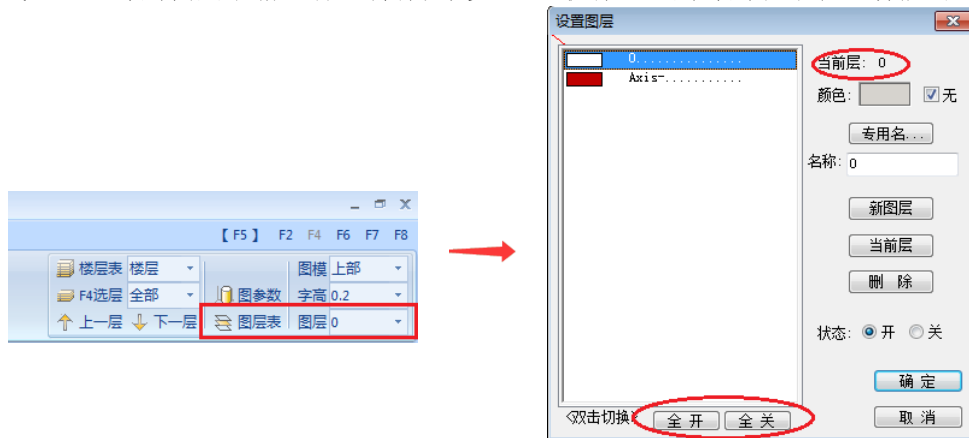 设置图层
0...............
Axis-...........
当前层: 0
颜色:
无
专用名...
名称: 0
新图层
当前层
删 除
状态: 开 关
确 定
取 消
<双击切换>
全 开 全 关
【 F5 】 F2 F4 F6 F7 F8
楼层表 楼层 图模 上部
F4选层 全部 图参数 字高 0.2
上一层 下一层 图层表 图层 0